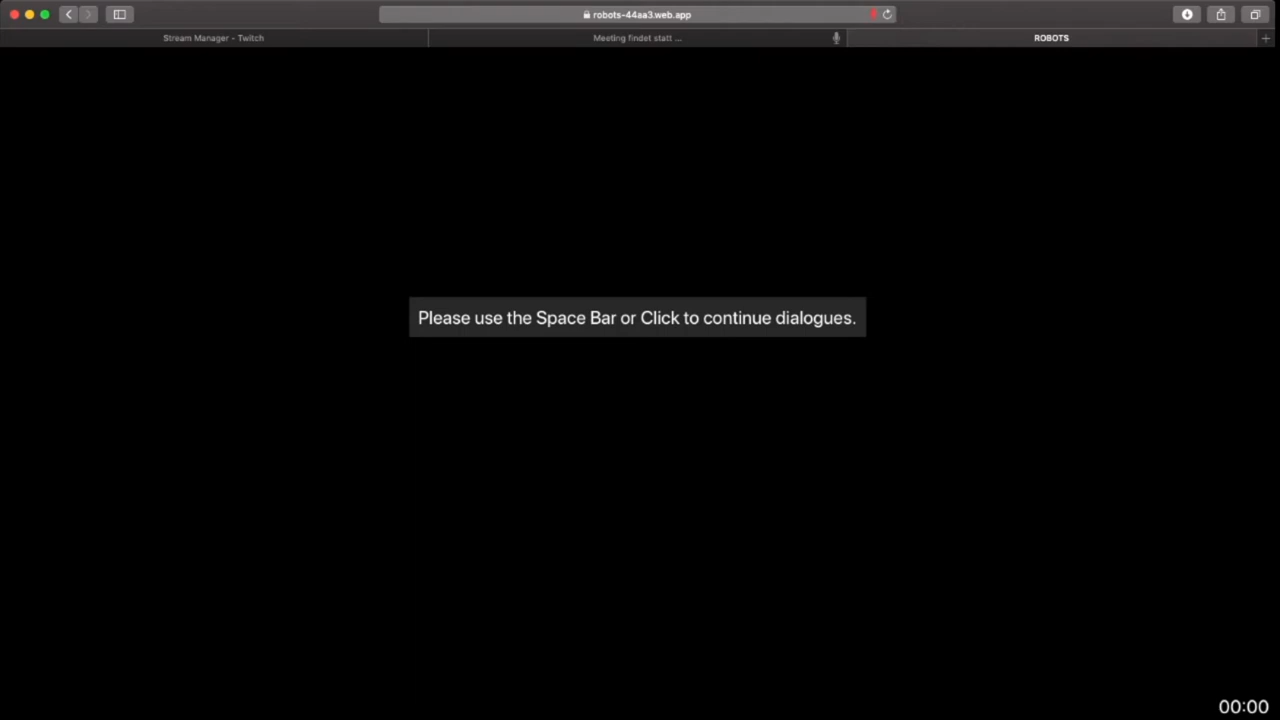 robots-44aa3.web.app
Stream Manager - Twitch
Meeting findet statt ...
ROBOTS
Please use the Space Bar or Click to continue dialogues.
00:00